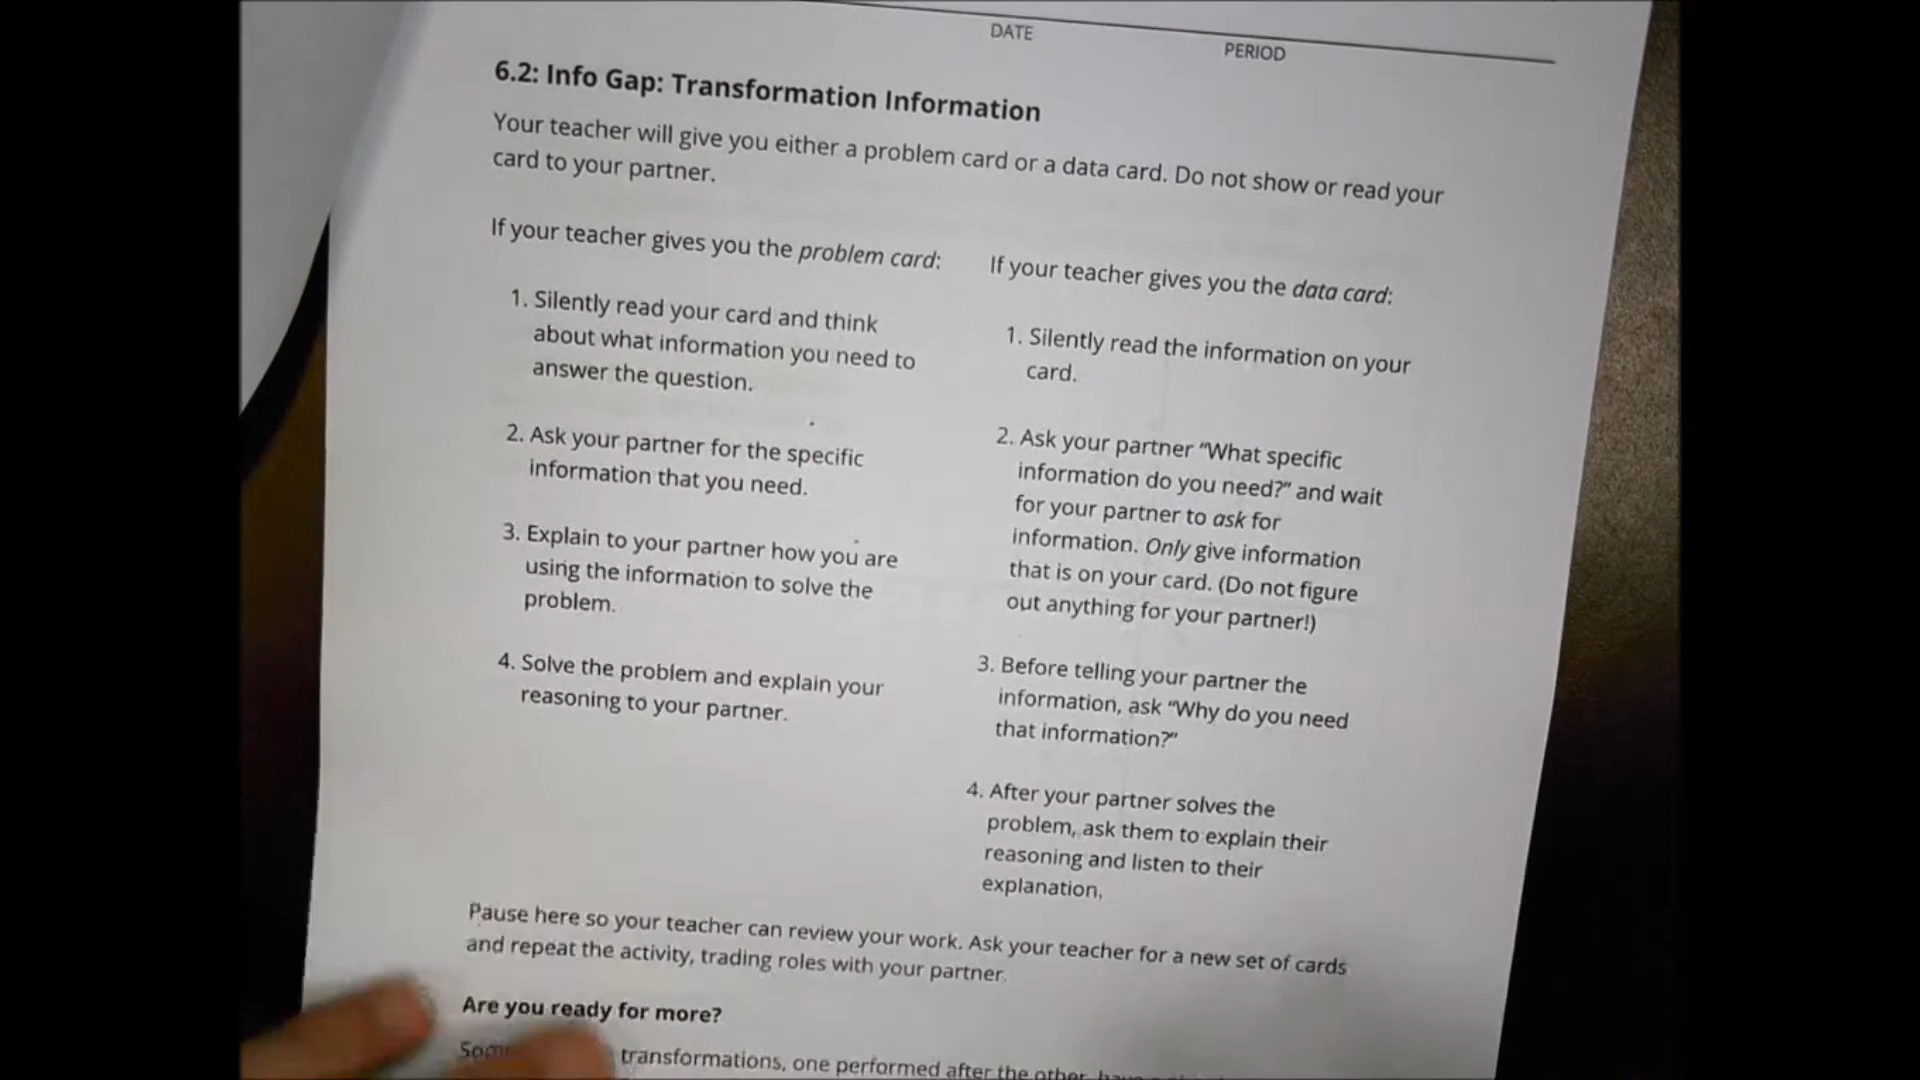 DATE
PERIOD
6.2: Info Gap: Transformation Information
Your teacher will give you either a problem card or a data card. Do not show or read your
card to your partner.
If your teacher gives you the problem card:
1. Silently read your card and think
about what information you need to
answer the question.
2. Ask your partner for the specific
information that you need.
3. Explain to your partner how you are
using the information to solve the
problem.
4. Solve the problem and explain your
reasoning to your partner.
If your teacher gives you the data card:
1. Silently read the information on your
card.
2. Ask your partner “What specific
information do you need?” and wait
for your partner to ask for
information. Only give information
that is on your card. (Do not figure
out anything for your partner!)
3. Before telling your partner the
information, ask “Why do you need
that information?”
4. After your partner solves the
problem, ask them to explain their
reasoning and listen to their
explanation.
Pause here so your teacher can review your work. Ask your teacher for a new set of cards
and repeat the activity, trading roles with your partner.
Are you ready for more?
transformations, one performed after the other,